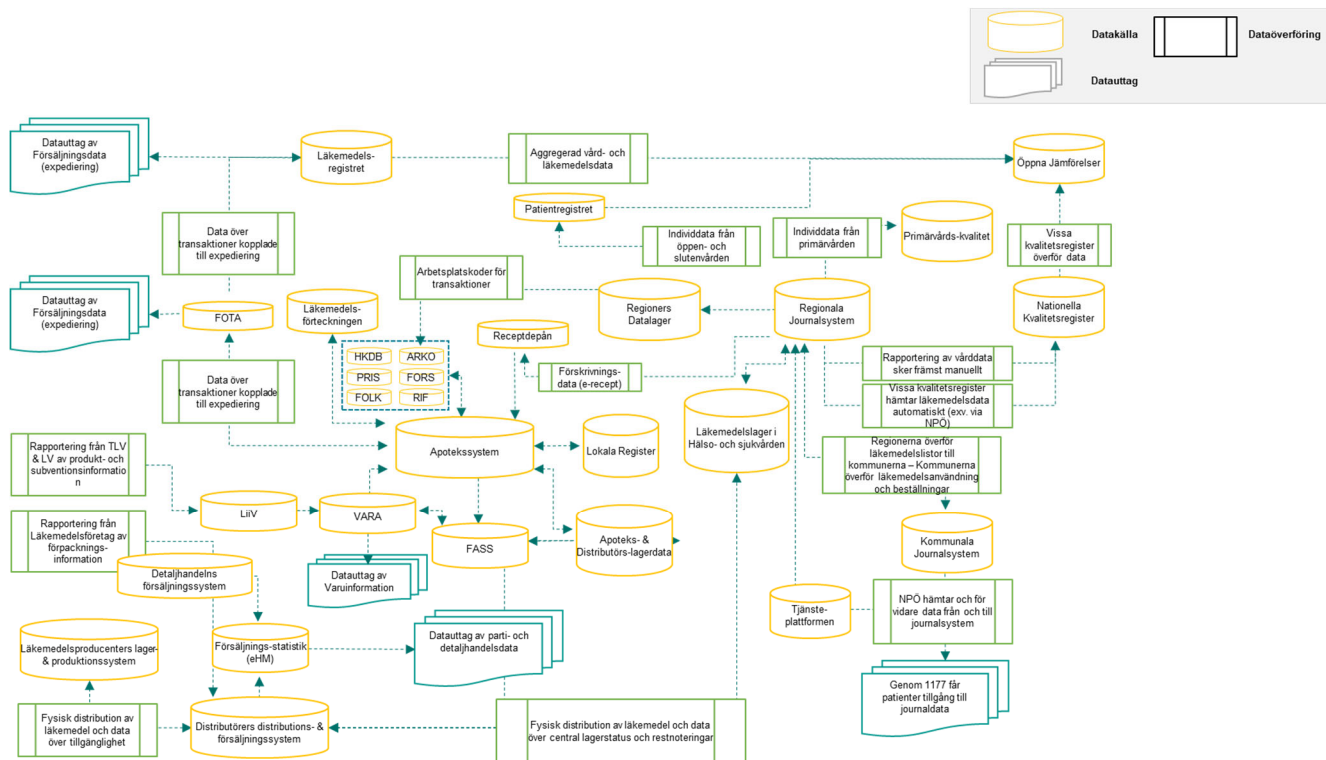 Datakälla
Dataöverföring
Datauttag
Datauttag av
Försäljningsdata
(expediering)
Läkemedels-
registret
Aggregerad vård- och
läkemedelsdata
Öppna Jämförelser
Patientregistret
Data över
transaktioner kopplade
till expediering
Individdata från
öppen- och
slutenvården
Individdata från
primärvården
Primärvårds-kvalitet
Vissa
kvalitetsregister
överför data
Arbetsplatskoder för
transaktioner
Datauttag av
Försäljningsdata
(expediering)
FOTA
Läkemedels-
förteckningen
Regioners
Datalager
Regionala
Journalsystem
Nationella
Kvalitetsregister
Receptdepån
HKDB
ARKO
PRIS
FORS
FOLK
RIF
Förskrivnings-
data (e-recept)
Rapportering av vårddata
sker främst manuellt
Data över
transaktioner kopplade
till expediering
Vissa kvalitetsregister
hämtar läkemedelsdata
automatiskt (exv. via
NPÖ)
Läkemedelslager i
Hälso- och sjukvården
Apotekssystem
Lokala Register
Rapportering från TLV
& LV av produkt- och
subventionsinformatio
n
Regionerna överför
läkemedelslistor till
kommunerna – Kommunerna
överför läkemedelsanvändning
och beställningar
LiiV
VARA
FASS
Apoteks- &
Distributörs-lagerdata
Kommunala
Journalsystem
Rapportering från
Läkemedelsföretag av
förpacknings-
information
Detaljhandelns
försäljningssystem
Datauttag av
Varuinformation
Tjänste-
plattformen
NPÖ hämtar och för
vidare data från och till
journalsystem
Läkemedelsproducenters lager-
& produktionssystem
Försäljnings-statistik
(eHM)
Datauttag av parti- och
detaljhandelsdata
Genom 1177 får
patienter tillgång till
journaldata
Fysisk distribution av
läkemedel och data
över tillgänglighet
Distributörers distributions- &
försäljningssystem
Fysisk distribution av läkemedel och data
över central lagerstatus och restnoteringar